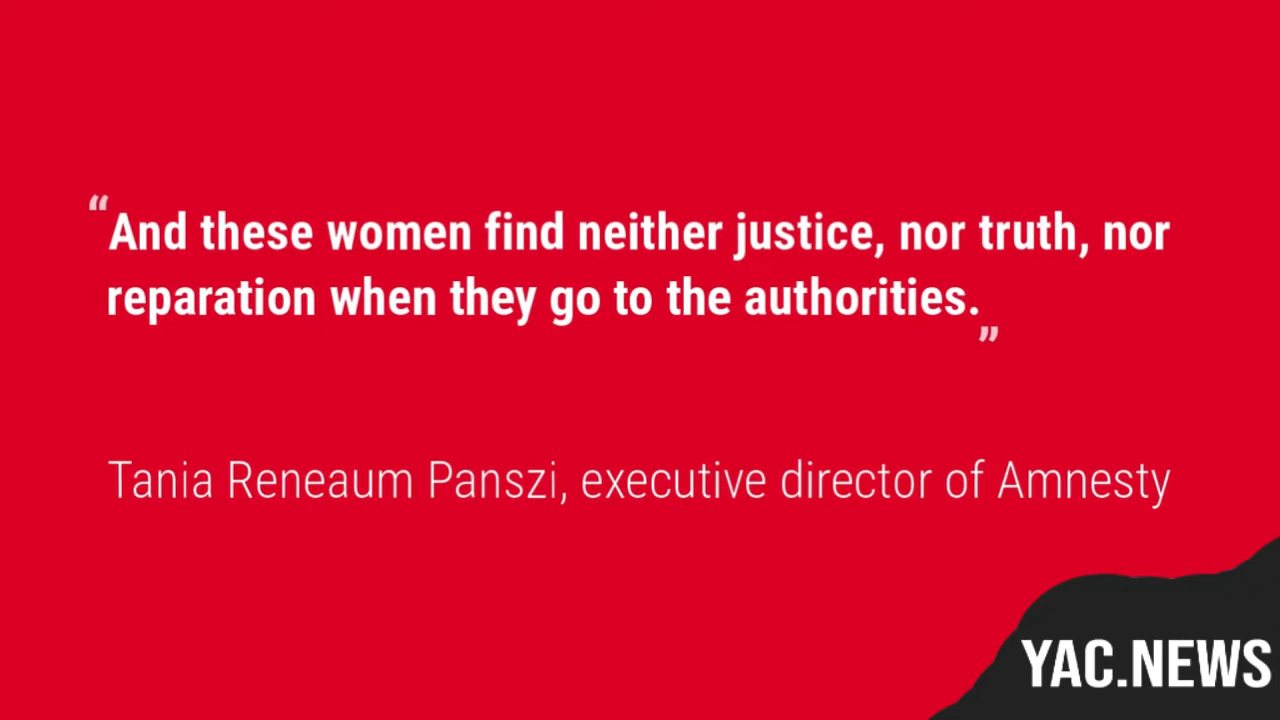 “And these women find neither justice, nor truth, nor
reparation when they go to the authorities.”
Tania Reneaum Panszi, executive director of Amnesty
YAC.NEWS